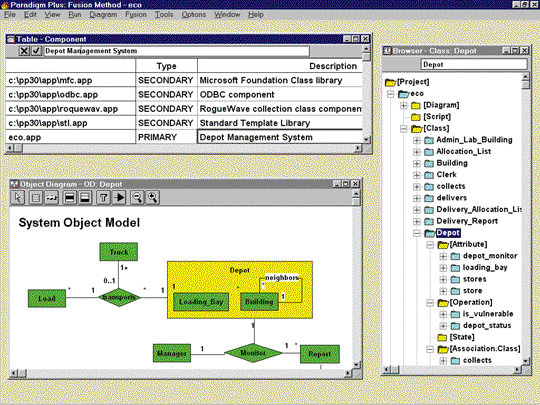 Paradigm Plus: Fusion Method - eco
File Edit View Run Draw Diagram Fusion Tools Options Window Help
Table - Component
Depot Management System
Type Description
c:\pp30\app\mfc.app SECONDARY Microsoft Foundation Class library
c:\pp30\app\odbc.app SECONDARY ODBC component
c:\pp30\app\roquewav.app SECONDARY RogueWave collection class componen
c:\pp30\app\stl.app SECONDARY Standard Template Library
eco.app PRIMARY Depot Management System
Object Diagram - OD: Depot
System Object Model
Truck
1+
0..1
Depot
neighbors
*
1
Load
*
1
transports
*
1
Loading_Bay
*
Building
1
1
Manager
1
Monitor
1
*
Report
Browser - Class: Depot
Depot
[Project]
eco
[Diagram]
[Script]
[Class]
Admin_Lab_Building
Allocation_List
Building
Clerk
collects
delivers
Delivery_Allocation_Lis
Delivery_Report
Depot
[Attribute]
depot_monitor
loading_bay
stores
store
[Operation]
is_vulnerable
depot_status
[State]
[Association.Class]
collects